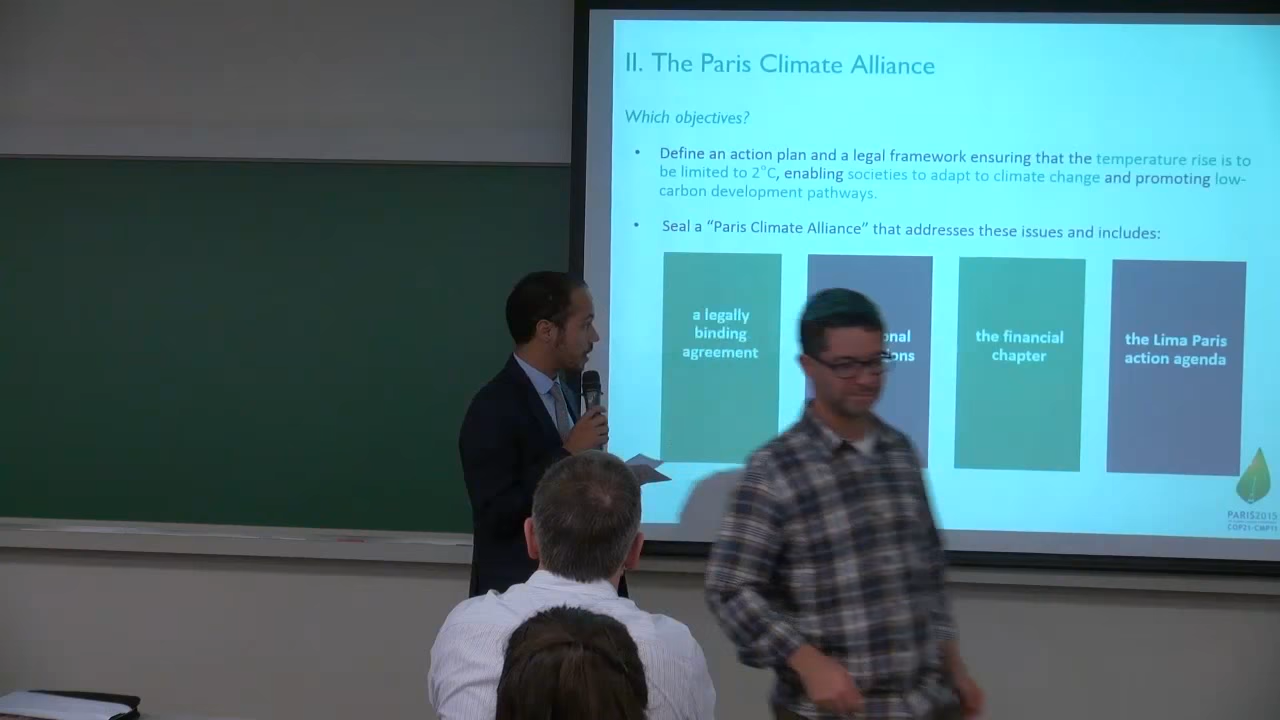 II. The Paris Climate Alliance
Which objectives?
• Define an action plan and a legal framework ensuring that the temperature rise is to
be limited to 2°C, enabling societies to adapt to climate change and promoting low-
carbon development pathways.
• Seal a “Paris Climate Alliance” that addresses these issues and includes:
a legally
binding
agreement
onal
ons
the financial
chapter
the Lima Paris
action agenda
PARIS2015
COP21·CMP11